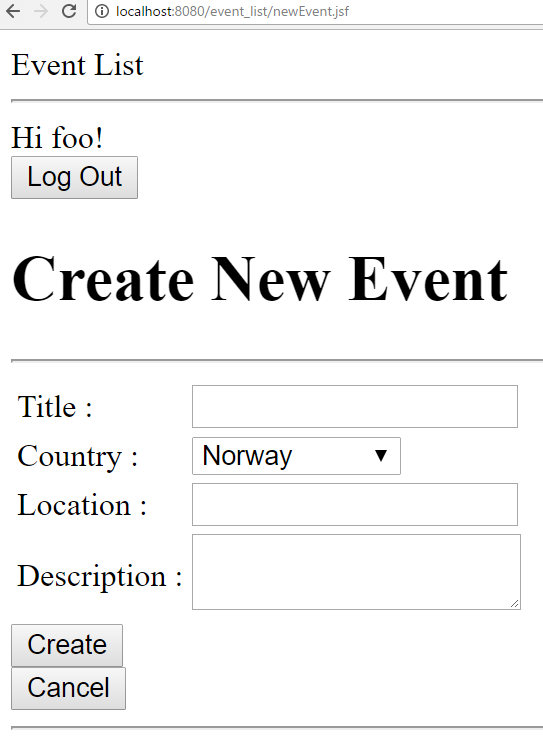 localhost:8080/event_list/newEvent.jsf
Event List
Hi foo!
Log Out
Create New Event
Title :
Country : Norway
Location :
Description :
Create
Cancel